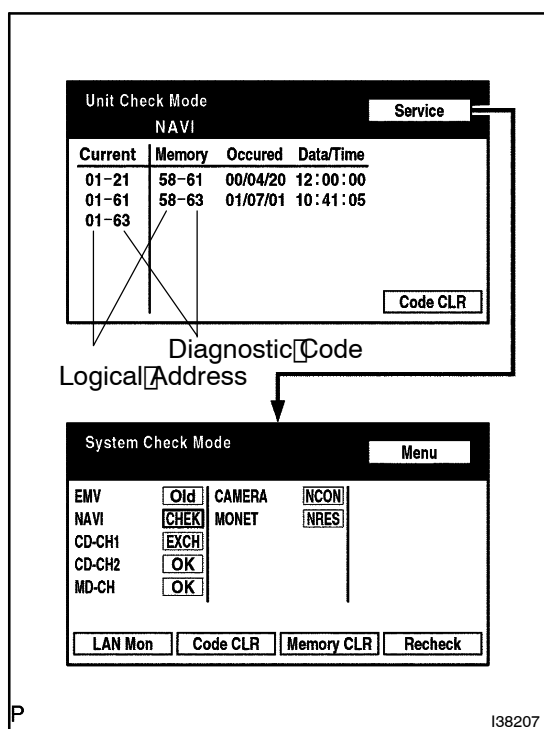 Unit Check Mode
Service
NAVI
Current Memory Occured Data/Time
01-21 58-61 00/04/20 12:00:00
01-61 58-63 01/07/01 10:41:05
01-63
Code CLR
Diagnostic Code
Logical Address
System Check Mode
Menu
EMV Old CAMERA NCON
NAVI CHEK MONET NRES
CD-CH1 EXCH
CD-CH2 OK
MD-CH OK
LAN Mon Code CLR Memory CLR Recheck
P
I38207